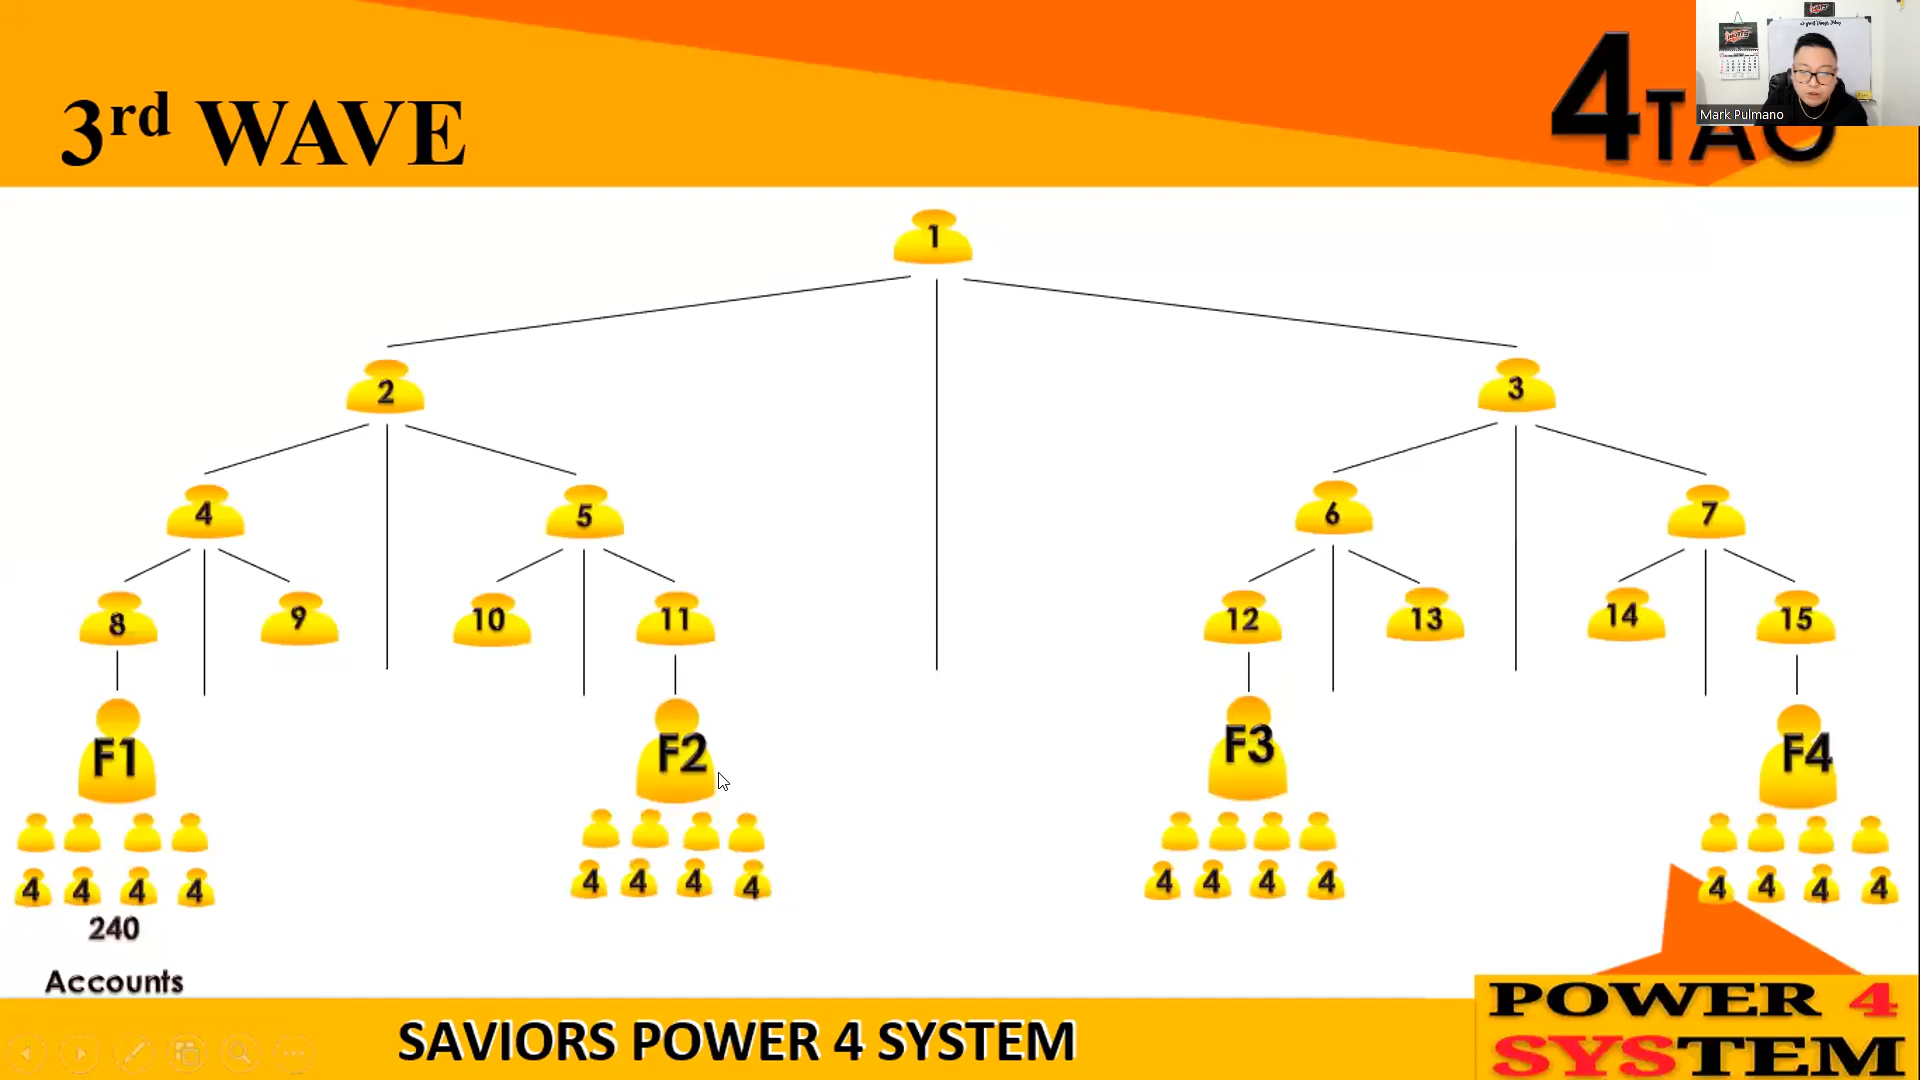 3rd WAVE
4TAO
Mark Pulmano
1
2
3
4
5
6
7
8
9
10
11
12
13
14
15
F1
F2
F3
F4
4 4 4 4
4 4 4 4
4 4 4 4
4 4 4 4
240
Accounts
SAVIORS POWER 4 SYSTEM
POWER 4
SYSTEM